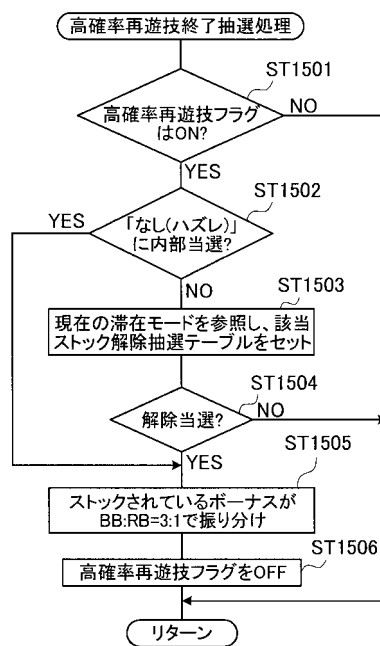 高確率再遊技終了抽選処理
ST1501
高確率再遊技フラグ
はON?
NO
YES
ST1502
YES
「なし(ハズレ)」
に内部当選?
NO
ST1503
現在の滞在モードを参照し、該当
ストック解除抽選テーブルをセット
ST1504
解除当選?
NO
YES
ST1505
ストックされているボーナスが
BB:RB=3:1で振り分け
ST1506
高確率再遊技フラグをOFF
リターン